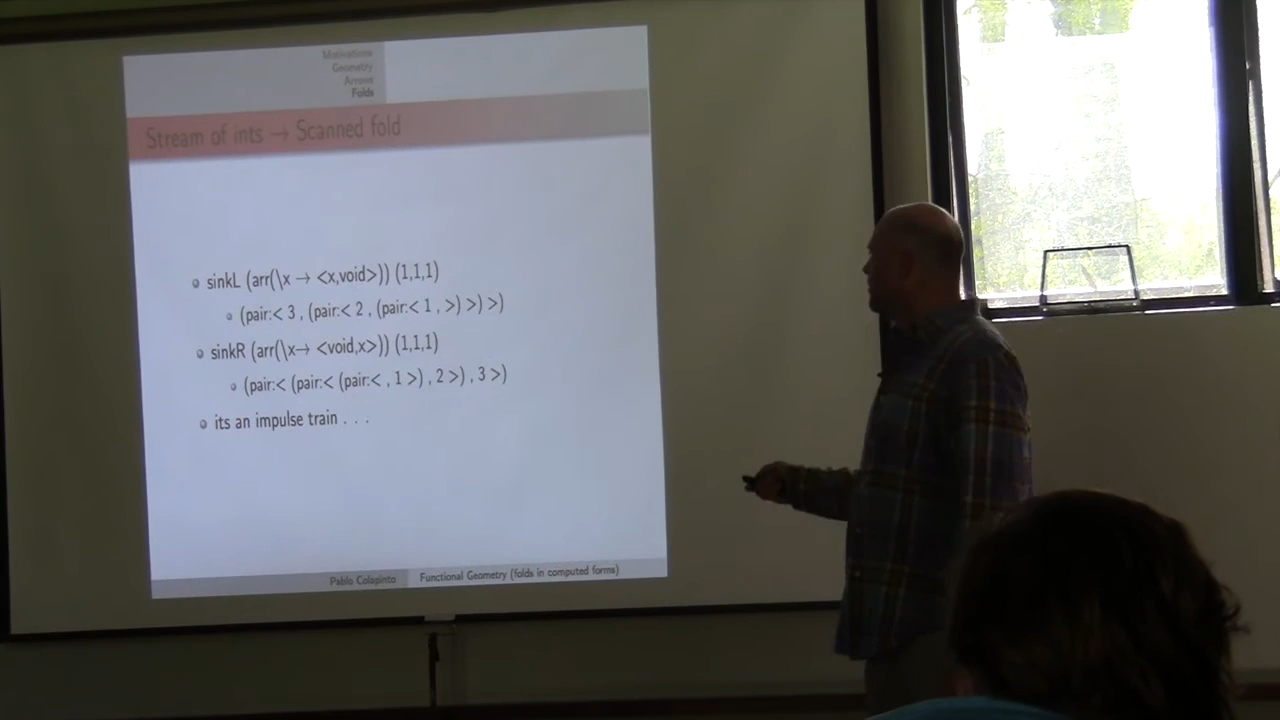 Motivations
Geometry
Arrows
Folds
Stream of ints → Scanned fold
sinkL (arr(\x → <x,void>)) (1,1,1)
(pair:< 3 , (pair:< 2 , (pair:< 1 , >) >) >)
sinkR (arr(\x→ <void,x>)) (1,1,1)
(pair:< (pair:< (pair:< , 1 >) , 2 >) , 3 >)
its an impulse train . . .
Pablo Colapinto Functional Geometry (folds in computed forms)